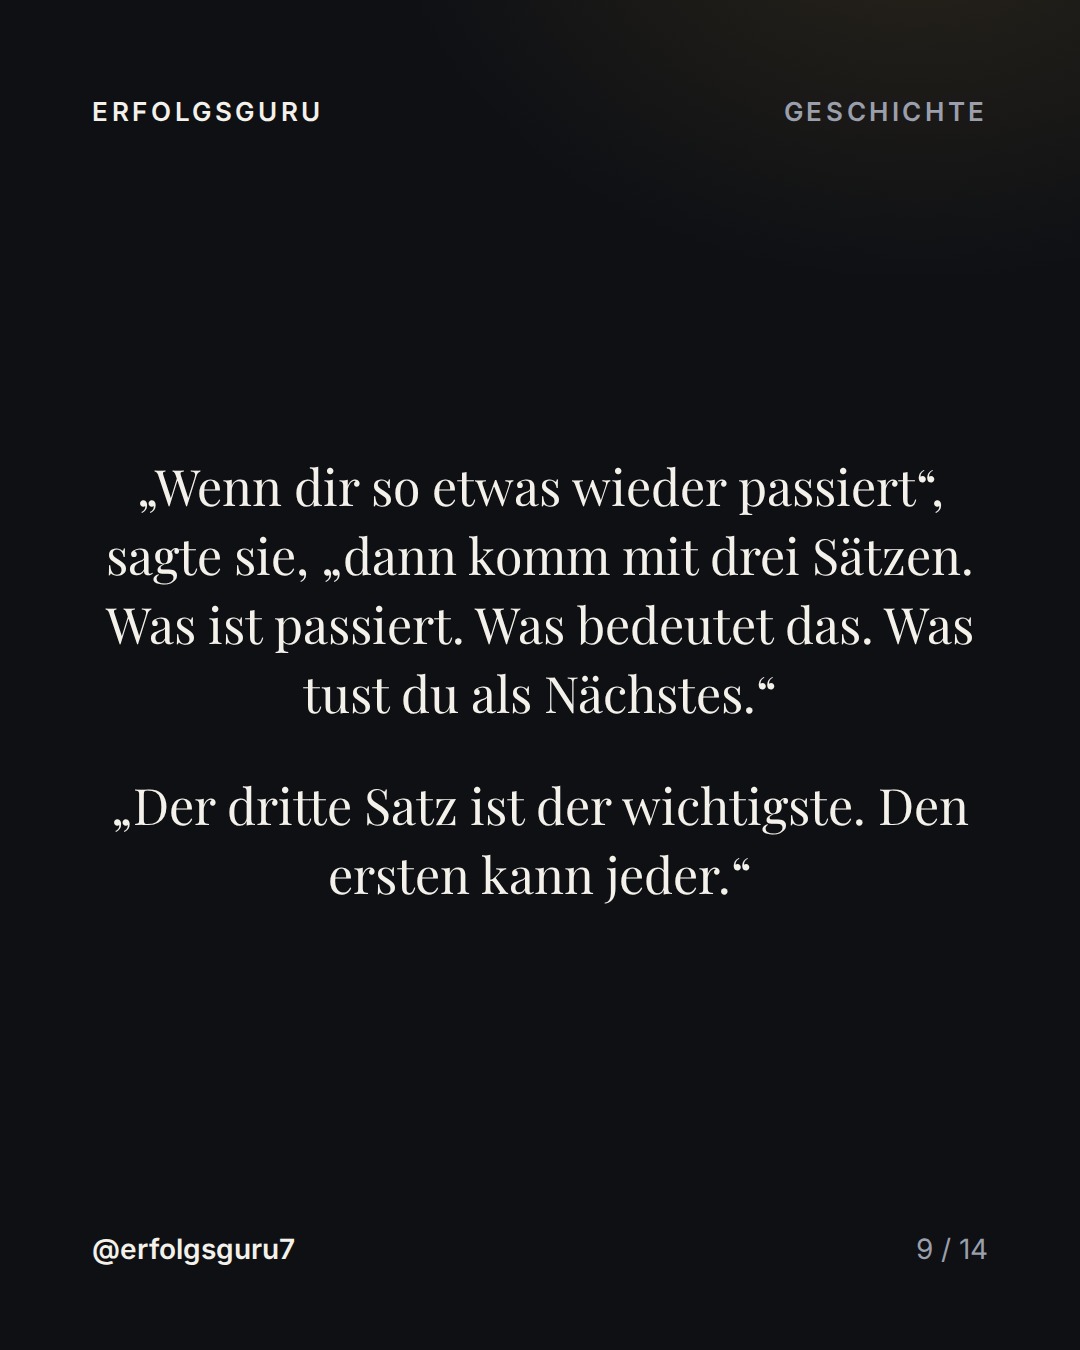 ERFOLGSGURU
GESCHICHTE
„Wenn dir so etwas wieder passiert“,
sagte sie, „dann komm mit drei Sätzen.
Was ist passiert. Was bedeutet das. Was
tust du als Nächstes.“
„Der dritte Satz ist der wichtigste. Den
ersten kann jeder.“
@erfolgsguru7
9 / 14